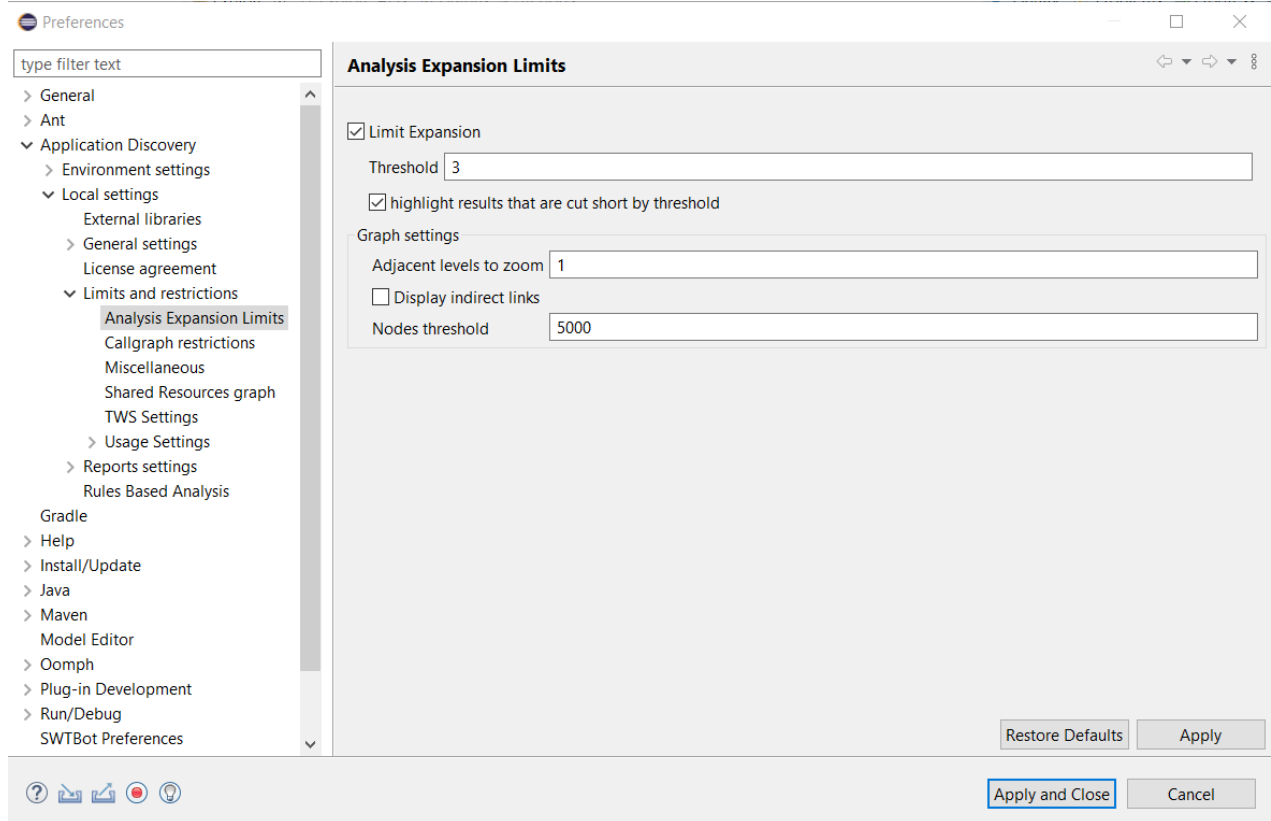 Preferences
type filter text
General
Ant
Application Discovery
Environment settings
Local settings
External libraries
General settings
License agreement
Limits and restrictions
Analysis Expansion Limits
Callgraph restrictions
Miscellaneous
Shared Resources graph
TWS Settings
Usage Settings
Reports settings
Rules Based Analysis
Gradle
Help
Install/Update
Java
Maven
Model Editor
Oomph
Plug-in Development
Run/Debug
SWTBot Preferences
Analysis Expansion Limits
Limit Expansion
Threshold 3
highlight results that are cut short by threshold
Graph settings
Adjacent levels to zoom 1
Display indirect links
Nodes threshold 5000
Restore Defaults Apply
Apply and Close Cancel